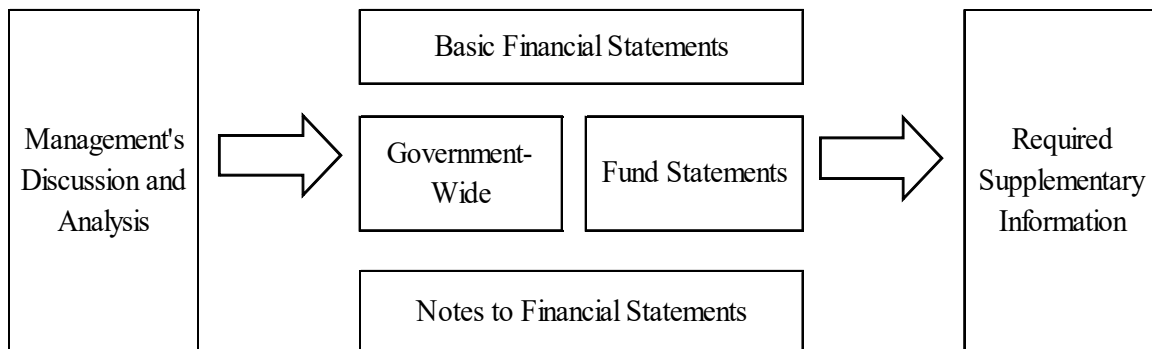 Management's
Discussion and
Analysis
Basic Financial Statements
Government-
Wide
Fund Statements
Notes to Financial Statements
Required
Supplementary
Information